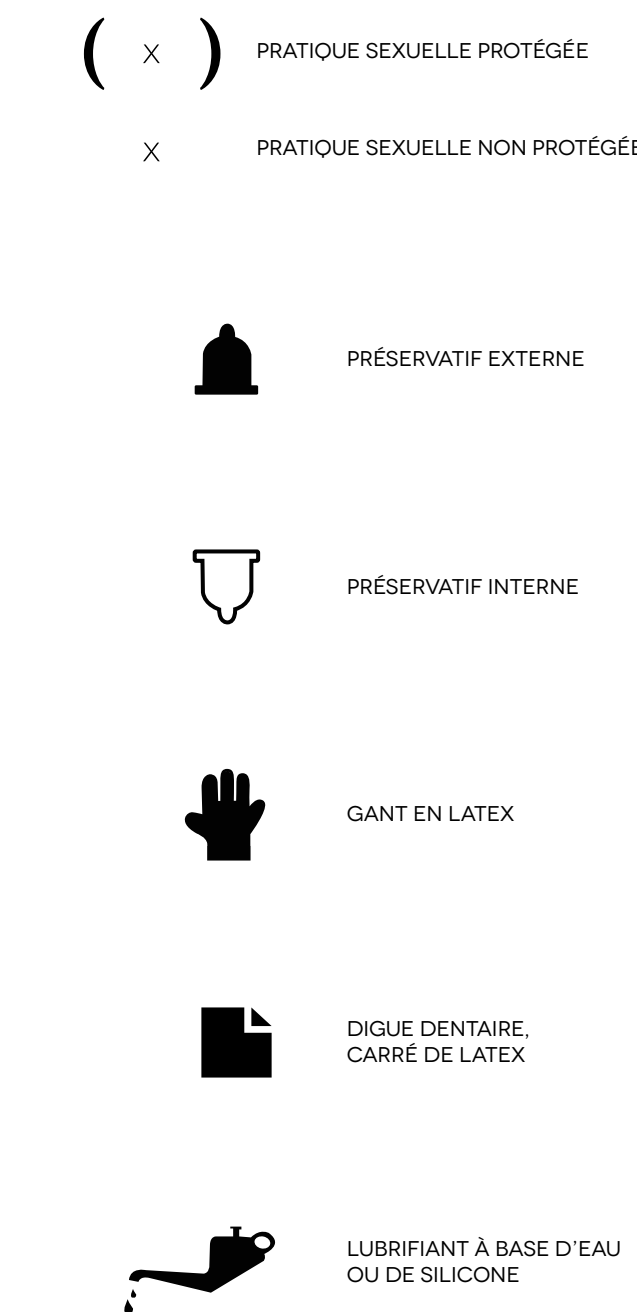 ( X ) PRATIQUE SEXUELLE PROTÉGÉE
X PRATIQUE SEXUELLE NON PROTÉGÉE
PRÉSERVATIF EXTERNE
PRÉSERVATIF INTERNE
GANT EN LATEX
DIGUE DENTAIRE,
CARRÉ DE LATEX
LUBRIFIANT À BASE D’EAU
OU DE SILICONE